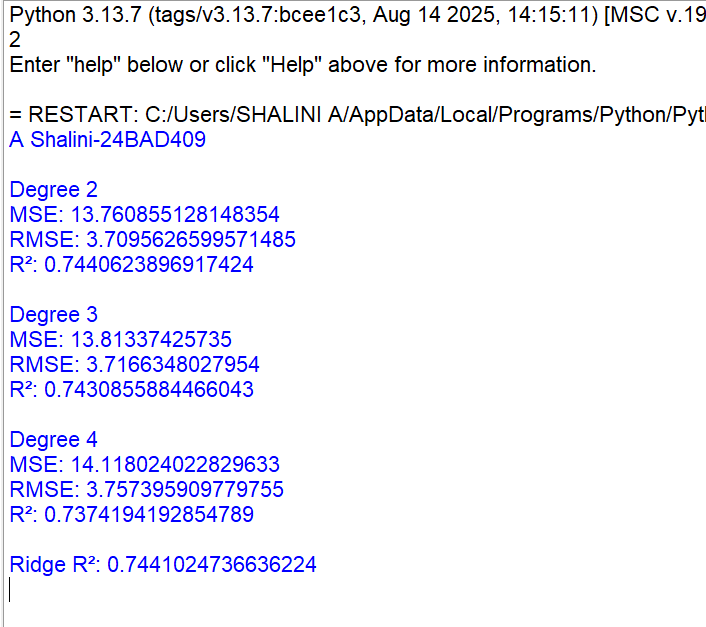 Python 3.13.7 (tags/v3.13.7:bcee1c3, Aug 14 2025, 14:15:11) [MSC v.19
2
Enter "help" below or click "Help" above for more information.
= RESTART: C:/Users/SHALINI A/AppData/Local/Programs/Python/Pyt
A Shalini-24BAD409
Degree 2
MSE: 13.760855128148354
RMSE: 3.7095626599571485
R²: 0.7440623896917424
Degree 3
MSE: 13.81337425735
RMSE: 3.7166348027954
R²: 0.7430855884466043
Degree 4
MSE: 14.118024022829633
RMSE: 3.757395909779755
R²: 0.7374194192854789
Ridge R²: 0.7441024736636224